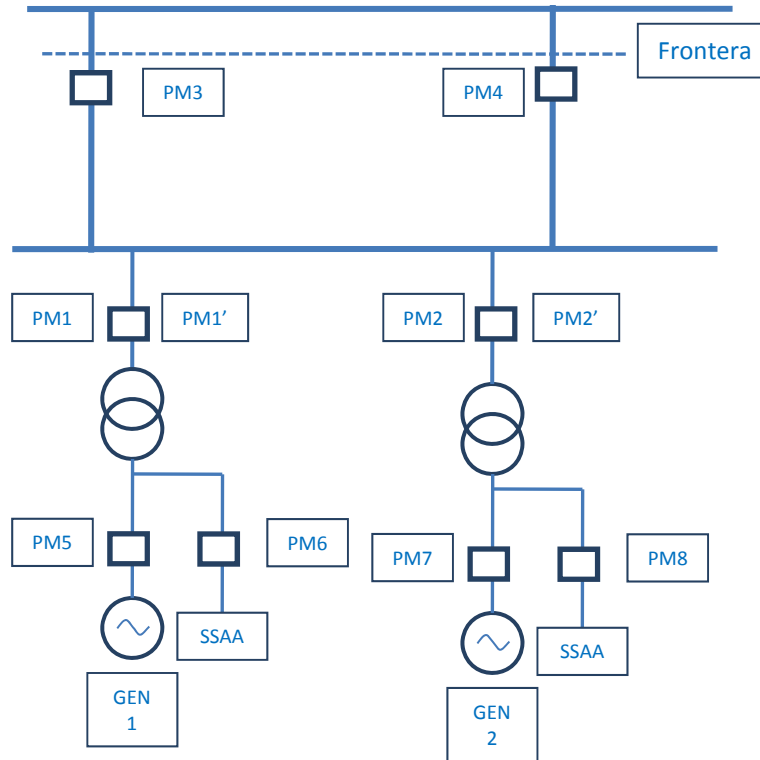 Frontera
PM3
PM4
PM1
PM1’
PM2
PM2’
PM5
PM6
PM7
PM8
SSAA
SSAA
GEN
1
GEN
2